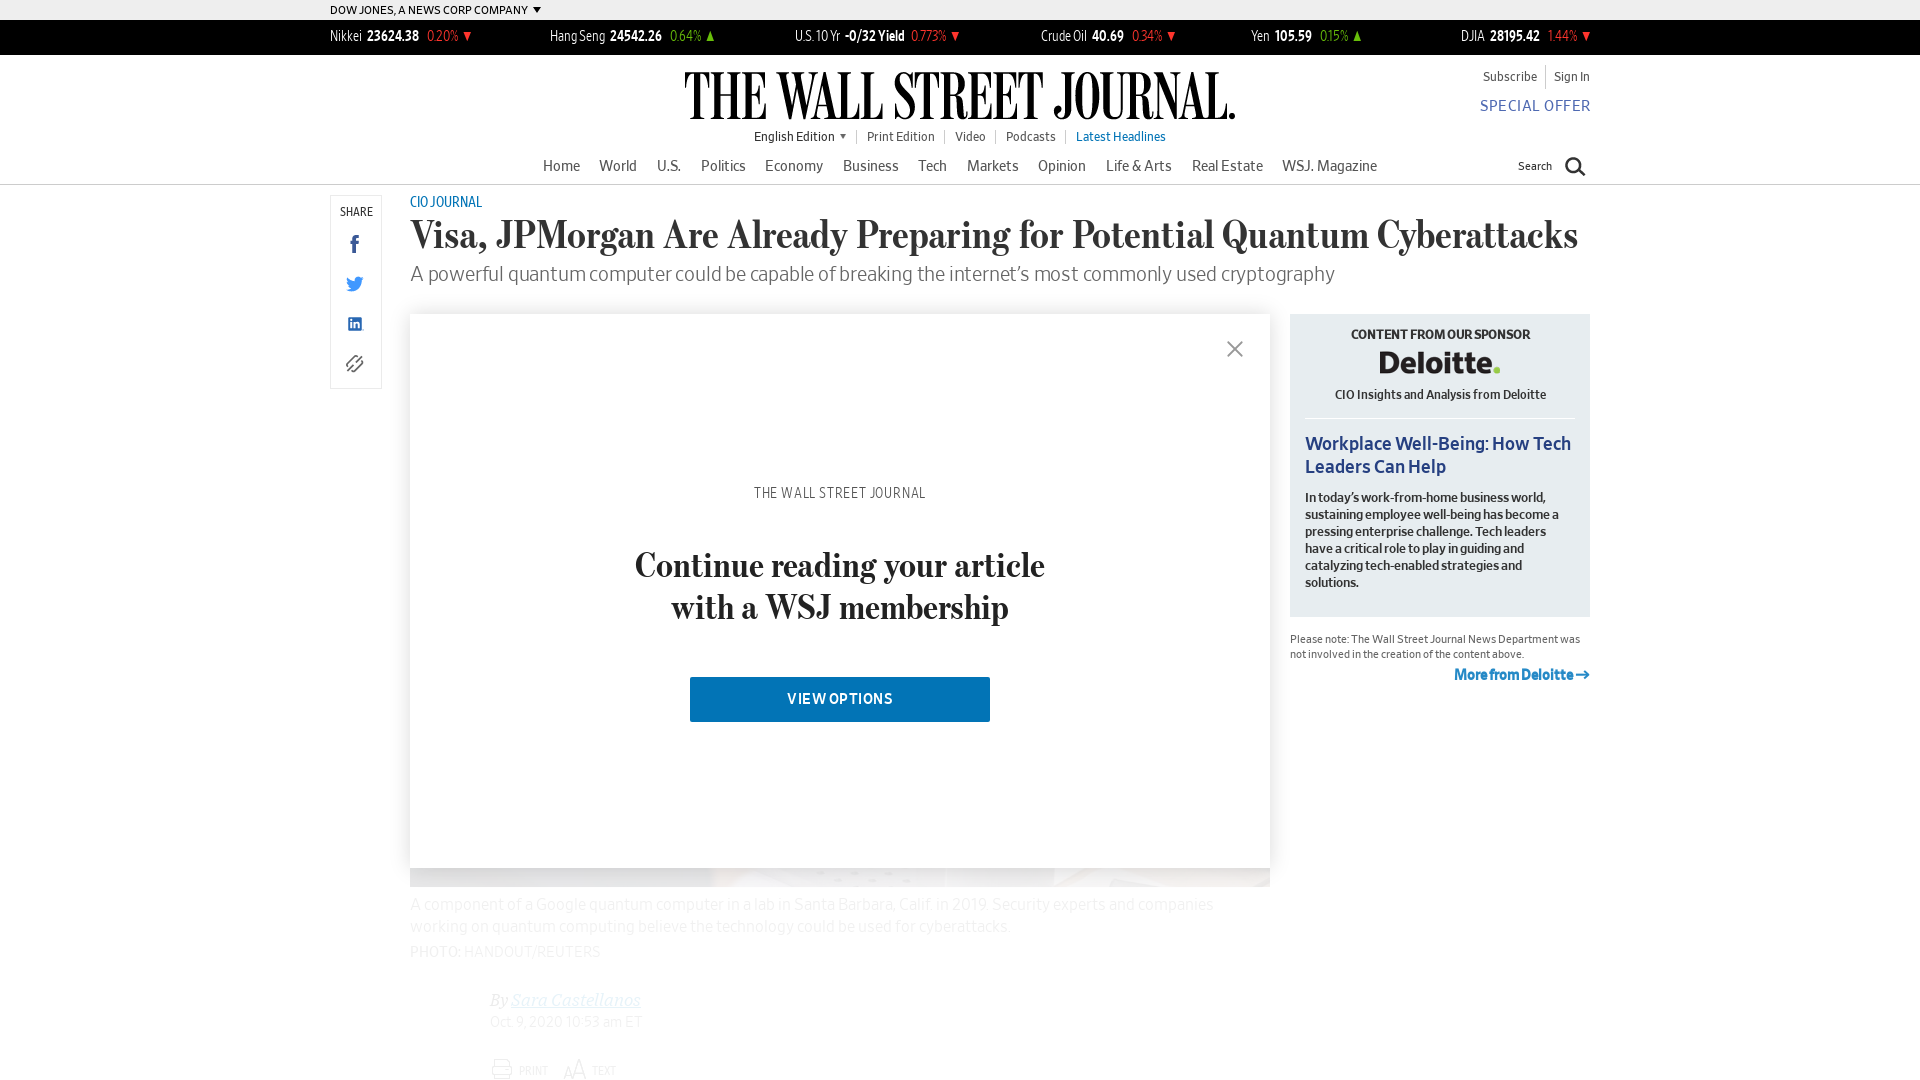 DOW JONES, A NEWS CORP COMPANY
Nikkei 23624.38 0.20% Hang Seng 24542.26 0.64% U.S. 10 Yr -0/32 Yield 0.773% Crude Oil 40.69 0.34% Yen 105.59 0.15% DJIA 28195.42 1.44%
Subscribe Sign In
THE WALL STREET JOURNAL.
SPECIAL OFFER
English Edition Print Edition Video Podcasts Latest Headlines
Home World U.S. Politics Economy Business Tech Markets Opinion Life & Arts Real Estate WSJ. Magazine Search
SHARE
CIO JOURNAL
Visa, JPMorgan Are Already Preparing for Potential Quantum Cyberattacks
A powerful quantum computer could be capable of breaking the internet’s most commonly used cryptography
THE WALL STREET JOURNAL
Continue reading your article
with a WSJ membership
VIEW OPTIONS
CONTENT FROM OUR SPONSOR
Deloitte.
CIO Insights and Analysis from Deloitte
Workplace Well-Being: How Tech
Leaders Can Help
In today’s work-from-home business world,
sustaining employee well-being has become a
pressing enterprise challenge. Tech leaders
have a critical role to play in guiding and
catalyzing tech-enabled strategies and
solutions.
Please note: The Wall Street Journal News Department was
not involved in the creation of the content above.
More from Deloitte
A component of a Google quantum computer in a lab in Santa Barbara, Calif. in 2019. Security experts and companies
working on quantum computing believe the technology could be used for cyberattacks.
PHOTO: HANDOUT/REUTERS
By Sara Castellanos
Oct. 9, 2020 10:53 am ET
PRINT AA TEXT